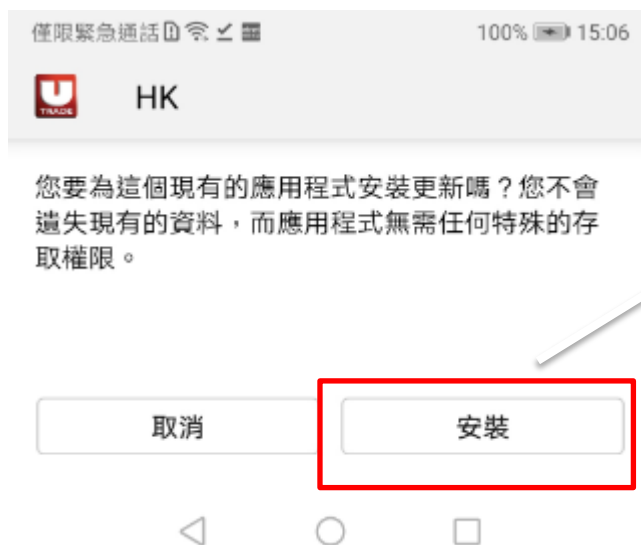 僅限緊急通話 100% 15:06
U
TRADE
HK
您要為這個現有的應用程式安裝更新嗎？您不會
遺失現有的資料，而應用程式無需任何特殊的存
取權限。
取消 安裝